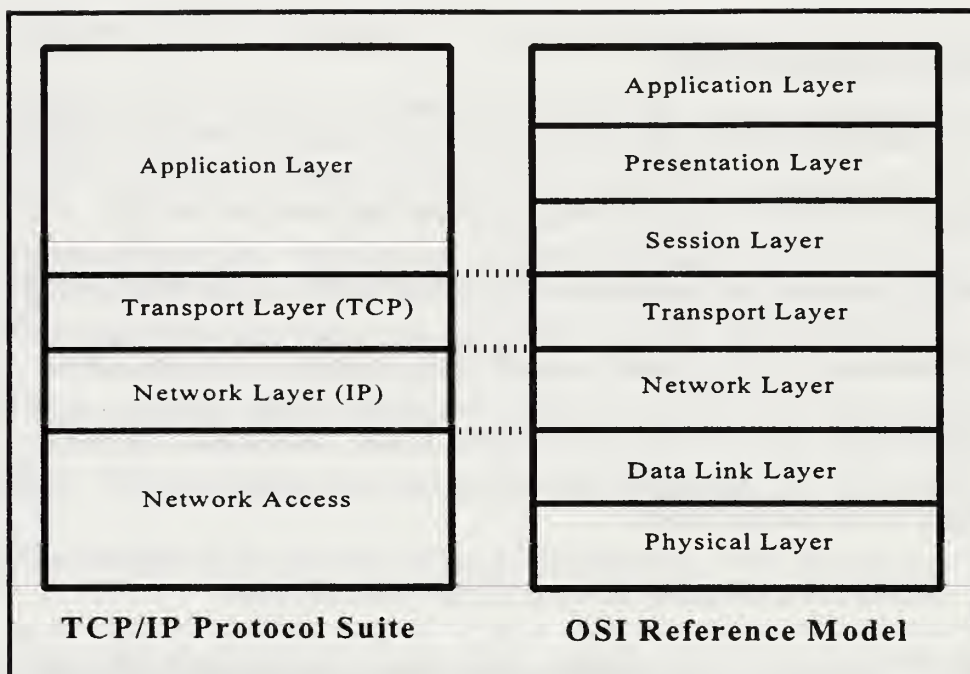 Application Layer
Transport Layer (TCP)
Network Layer (IP)
Network Access
TCP/IP Protocol Suite
Application Layer
Presentation Layer
Session Layer
Transport Layer
Network Layer
Data Link Layer
Physical Layer
OSI Reference Model